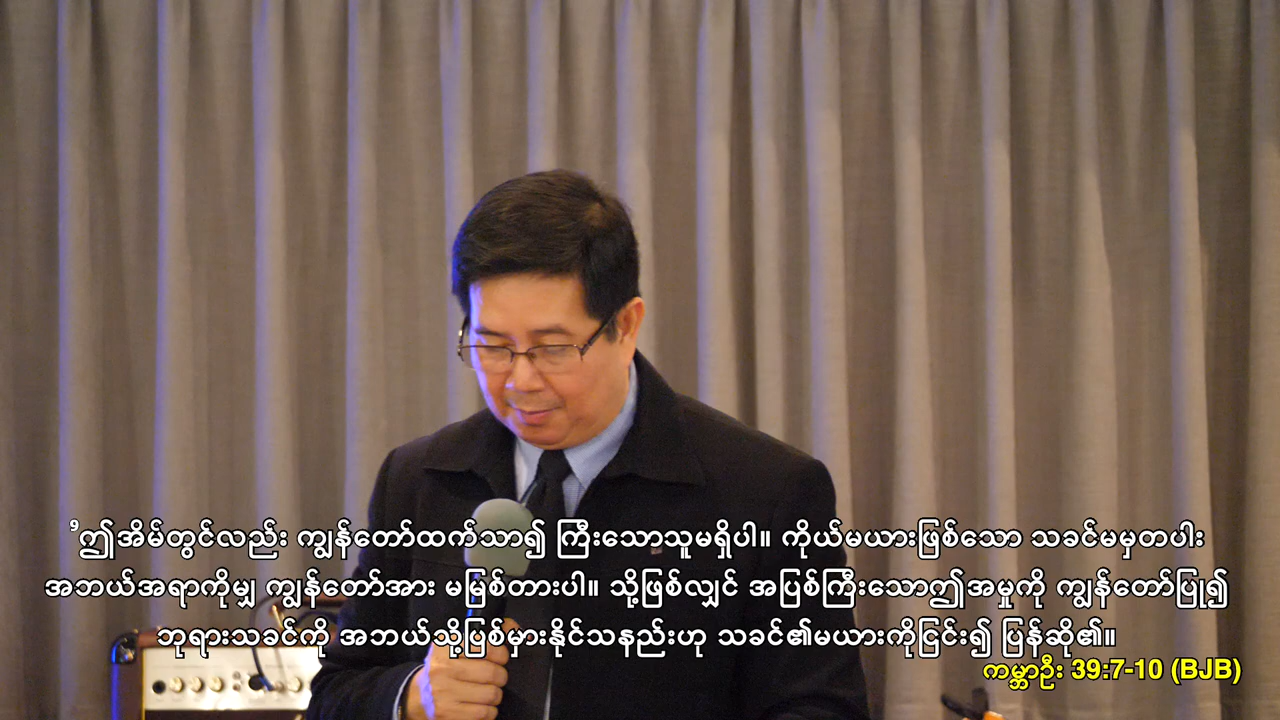 ⁹ဤအိမ်တွင်လည်း ကျွန်တော်ထက်သာ၍ ကြီးသောသူမရှိပါ။ ကိုယ်မယားဖြစ်သော သခင်မမှတပါး
အဘယ်အရာကိုမျှ ကျွန်တော်အား မမြစ်တားပါ။ သို့ဖြစ်လျှင် အပြစ်ကြီးသောဤအမှုကို ကျွန်တော်ပြု၍
ဘုရားသခင်ကို အဘယ်သို့ပြစ်မှားနိုင်သနည်းဟု သခင်၏မယားကိုငြင်း၍ ပြန်ဆို၏။
ကမ္ဘာဦး 39:7-10 (BJB)